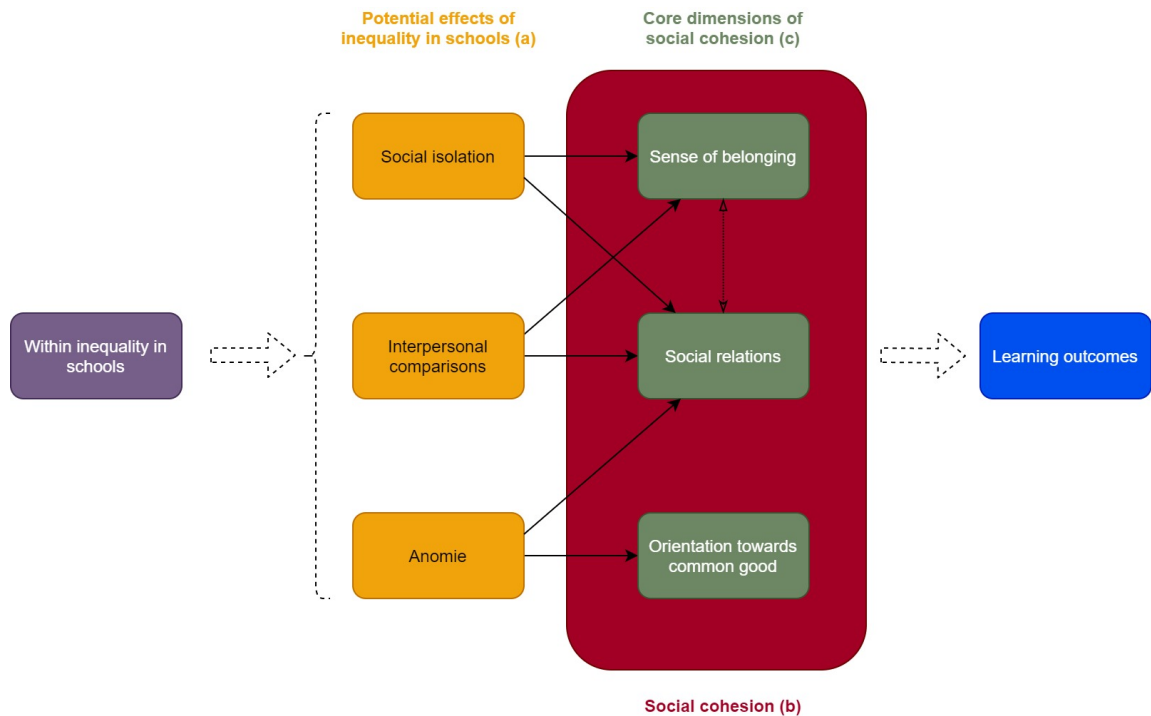 Potential effects of
inequality in schools (a)
Core dimensions of
social cohesion (c)
Social isolation
Sense of belonging
Within inequality in
schools
Interpersonal
comparisons
Social relations
Learning outcomes
Anomie
Orientation towards
common good
Social cohesion (b)